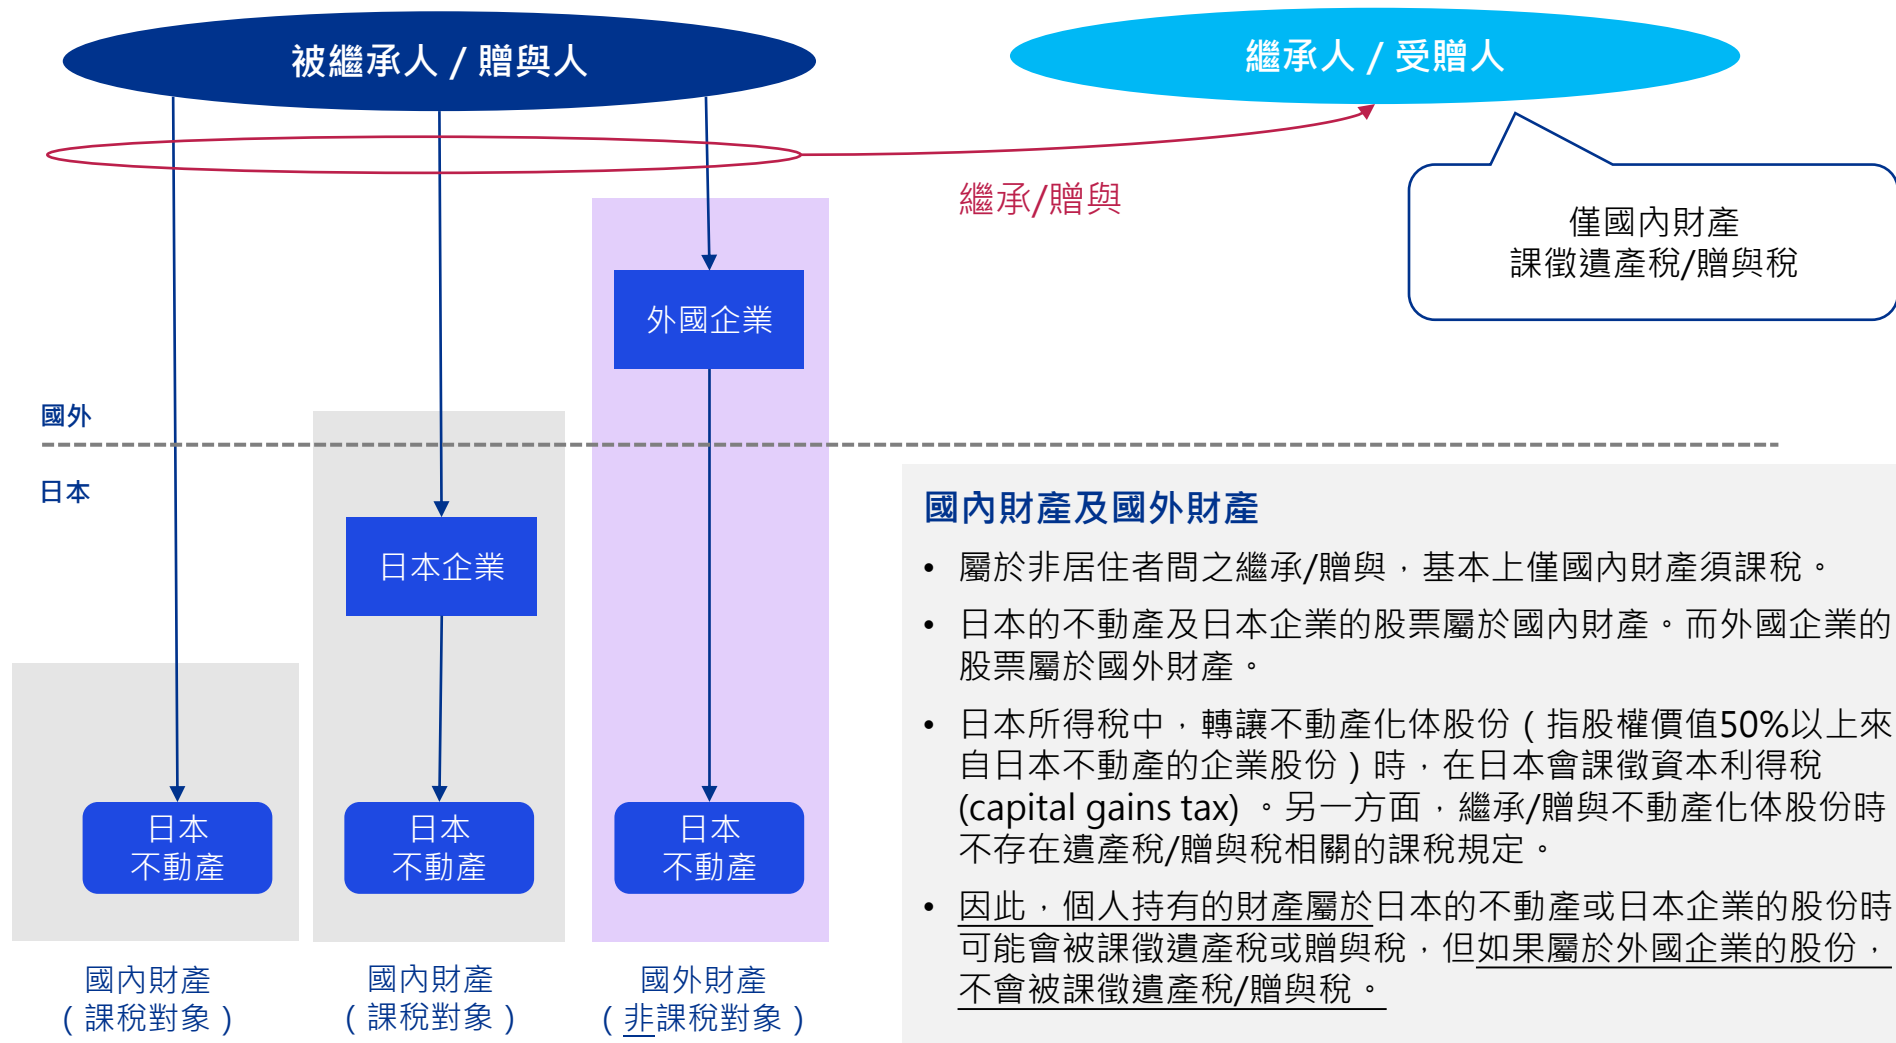 被繼承人 / 贈與人
繼承人 / 受贈人
繼承/贈與
僅國內財產
課徵遺產稅/贈與稅
外國企業
國外
日本
日本企業
日本
不動產
日本
不動產
日本
不動產
國內財產
(課稅對象)
國內財產
(課稅對象)
國外財產
(非課稅對象)
國內財產及國外財產
• 屬於非居住者間之繼承/贈與，基本上僅國內財產須課稅。
• 日本的不動產及日本企業的股票屬於國內財產。而外國企業的
股票屬於國外財產。
• 日本所得稅中，轉讓不動產化体股份(指股權價值50%以上來
自日本不動產的企業股份)時，在日本會課徵資本利得稅
(capital gains tax) 。另一方面，繼承/贈與不動產化体股份時
不存在遺產稅/贈與稅相關的課稅規定。
• 因此，個人持有的財產屬於日本的不動產或日本企業的股份時
可能會被課徵遺產稅或贈與稅，但如果屬於外國企業的股份，
不會被課徵遺產稅/贈與稅。